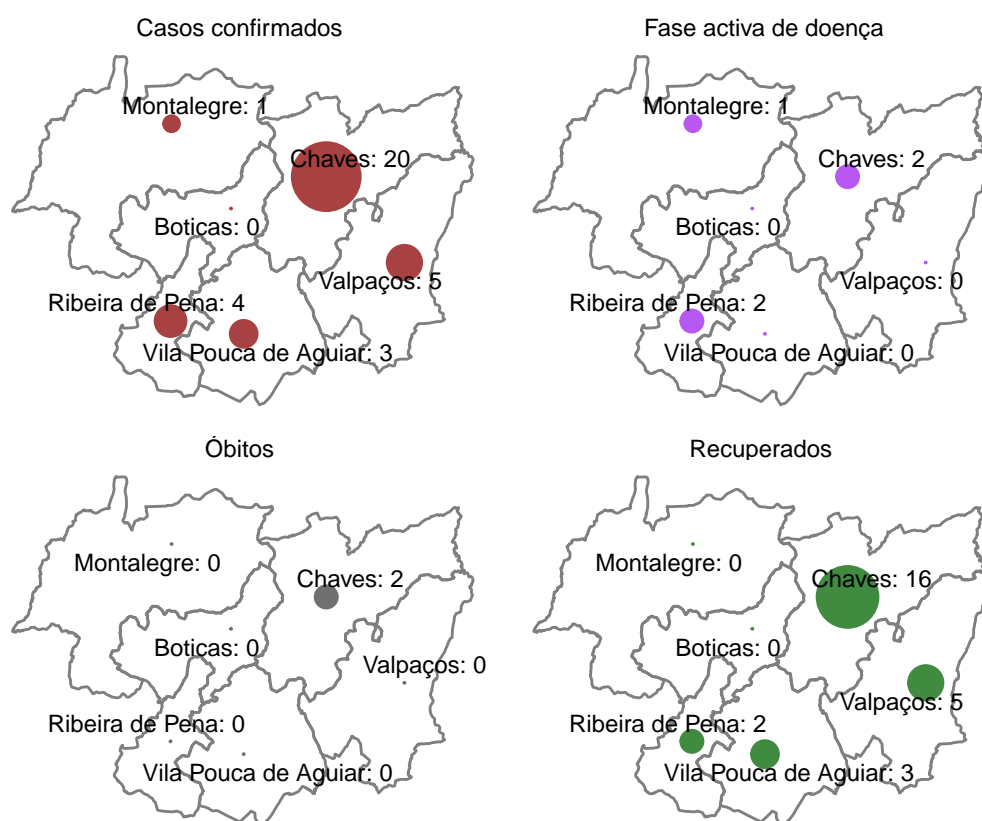 Casos confirmados
Montalegre: 1
Chaves: 20
Boticas: 0
Valpaços: 5
Ribeira de Pena: 4
Vila Pouca de Aguiar: 3
Fase activa de doença
Montalegre: 1
Chaves: 2
Boticas: 0
Valpaços: 0
Ribeira de Pena: 2
Vila Pouca de Aguiar: 0
Óbitos
Montalegre: 0
Chaves: 2
Boticas: 0
Valpaços: 0
Ribeira de Pena: 0
Vila Pouca de Aguiar: 0
Recuperados
Montalegre: 0
Chaves: 16
Boticas: 0
Valpaços: 5
Ribeira de Pena: 2
Vila Pouca de Aguiar: 3